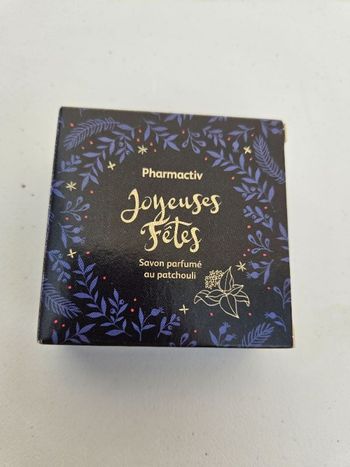 Pharmactiv
Joyeuses
Fêtes
Savon parfumé
au patchouli